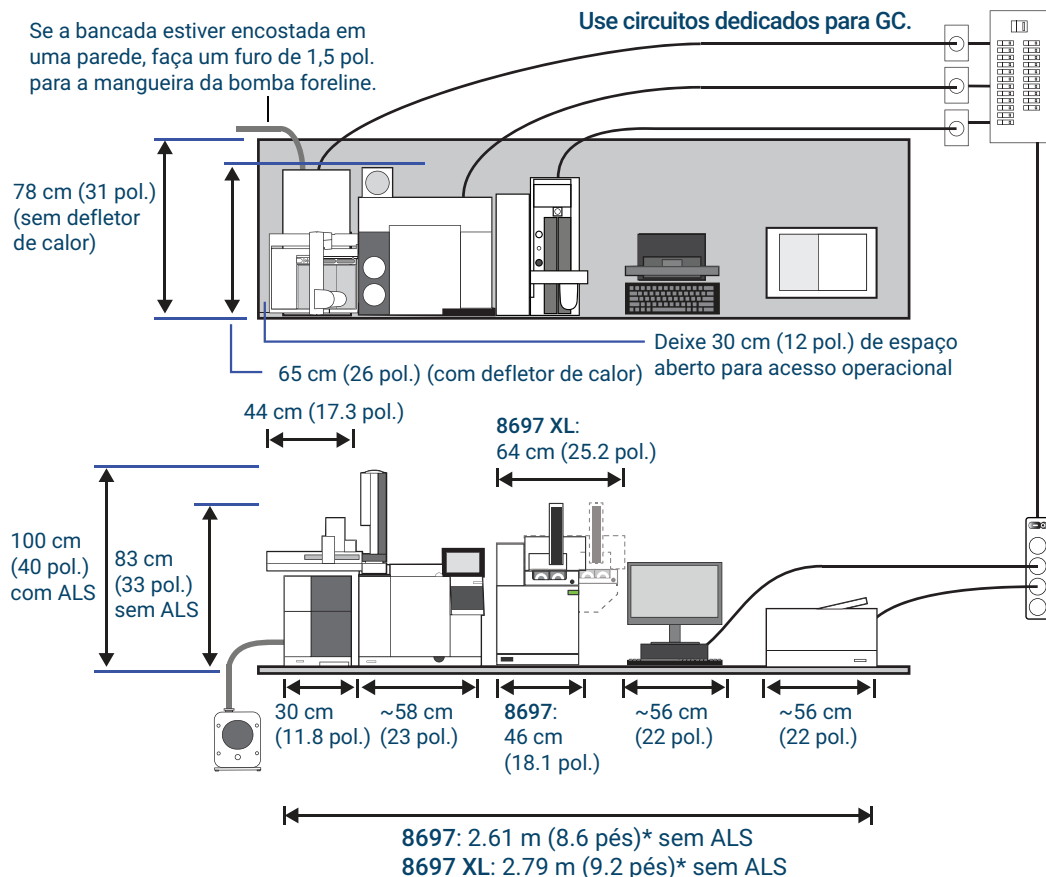 Se a bancada estiver encostada em
uma parede, faça um furo de 1,5 pol.
para a mangueira da bomba foreline.
Use circuitos dedicados para GC.
78 cm (31 pol.)
(sem defletor
de calor)
Deixe 30 cm (12 pol.) de espaço
aberto para acesso operacional
65 cm (26 pol.) (com defletor de calor)
44 cm (17.3 pol.)
8697 XL:
64 cm (25.2 pol.)
100 cm
(40 pol.)
com ALS
83 cm
(33 pol.)
sem ALS
30 cm
(11.8 pol.)
~58 cm
(23 pol.)
8697:
46 cm
(18.1 pol.)
~56 cm
(22 pol.)
~56 cm
(22 pol.)
8697: 2.61 m (8.6 pés)* sem ALS
8697 XL: 2.79 m (9.2 pés)* sem ALS